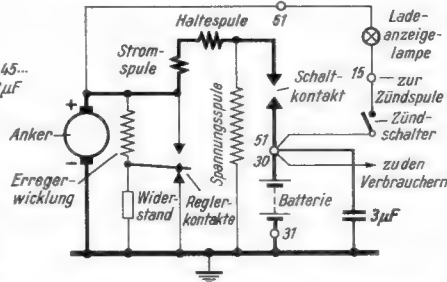 Haltespule
61
Lade-
anzeige-
lampe
Strom-
spule
45...
µF
15
zur
Zündspule
Schalt-
kontakt
Zünd-
schalter
+
Anker
-
Spannungsspule
51
30
zu den
Verbrauchern
Erreger-
wicklung
Wider-
stand
Regler-
kontakte
Batterie
3µF
31